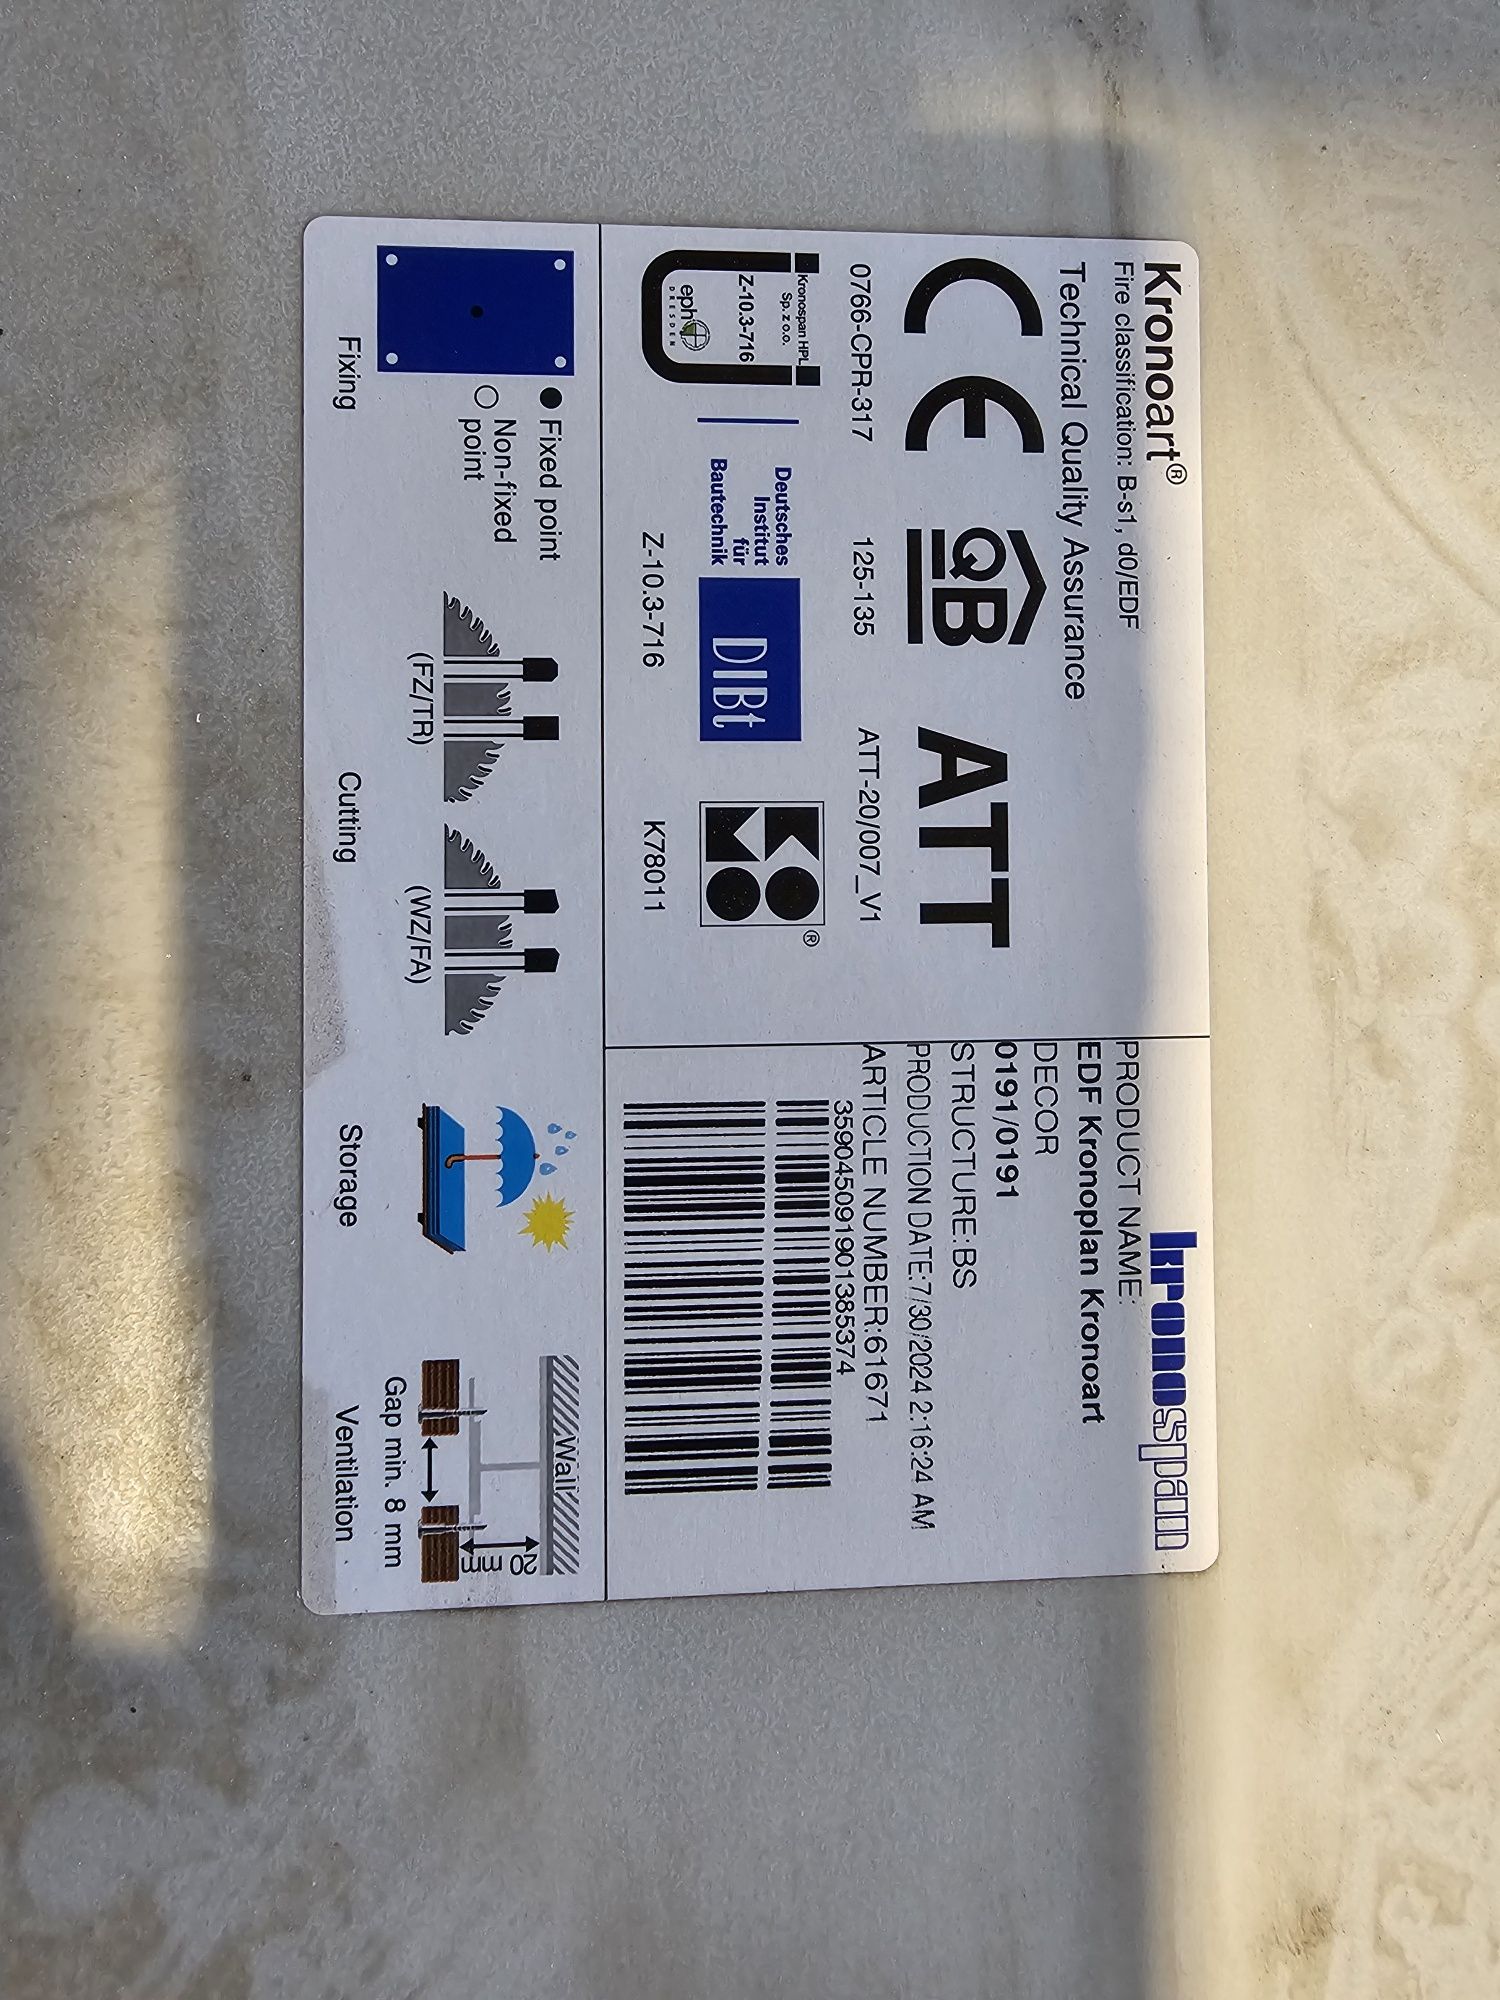 Kronoart®
Fire classification: B-s1, d0/EDF
Technical Quality Assurance
CE QB ATT
0766-CPR-317 125-135 ATT-20/007_V1
Kronospan HPL
Sp. z o.o.
Z-10.3-716
eph
DRESDEN
Deutsches
Institut
für
Bautechnik
DIBt
KOMO®
Z-10.3-716 K78011
kronospan
PRODUCT NAME:
EDF Kronoplan Kronoart
DECOR
0191/0191
STRUCTURE:BS
PRODUCTION DATE:7/30/2024 2:16:24 AM
ARTICLE NUMBER:61671
359045091901385374
Fixed point
Non-fixed
point
Fixing
(FZ/TR)
(WZ/FA)
Cutting
Storage
Wall
20 mm
Gap min. 8 mm
Ventilation